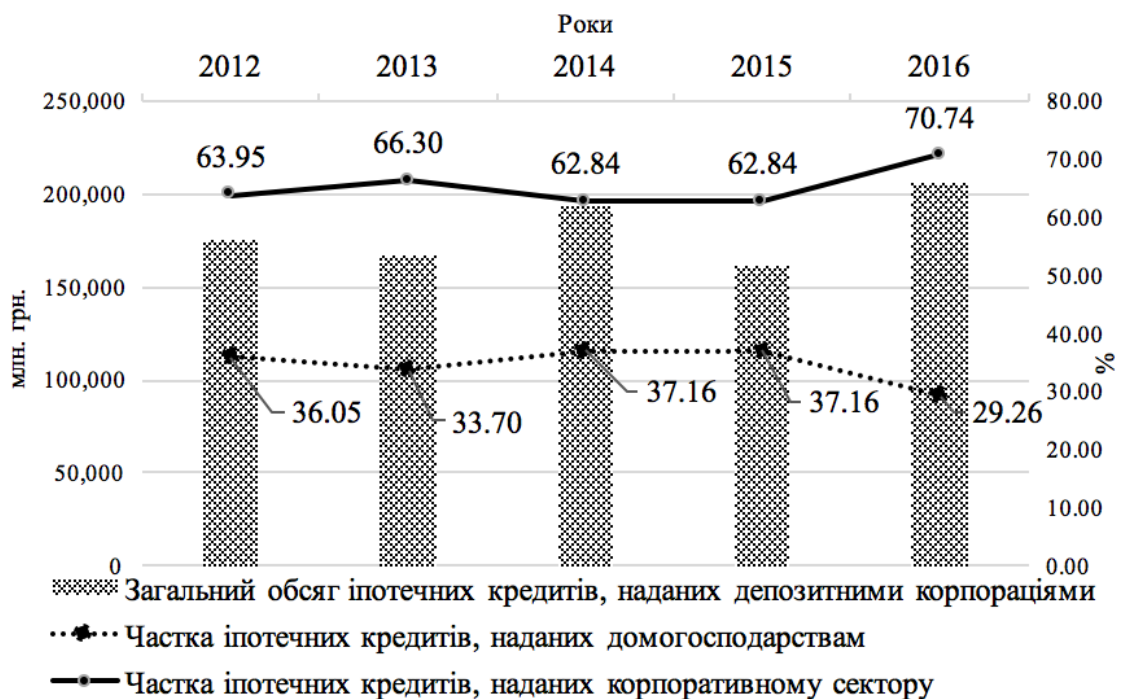 Роки
2012 2013 2014 2015 2016
250,000 80.00
70.74
63.95 66.30 62.84 62.84 70.00
200,000 60.00
150,000 50.00
млн. грн.
40.00
%
100,000 36.05 33.70 37.16 37.16 29.26 30.00
50,000 20.00
10.00
0 0.00
Загальний обсяг іпотечних кредитів, наданих депозитними корпораціями
Частка іпотечних кредитів, наданих домогосподарствам
Частка іпотечних кредитів, наданих корпоративному сектору